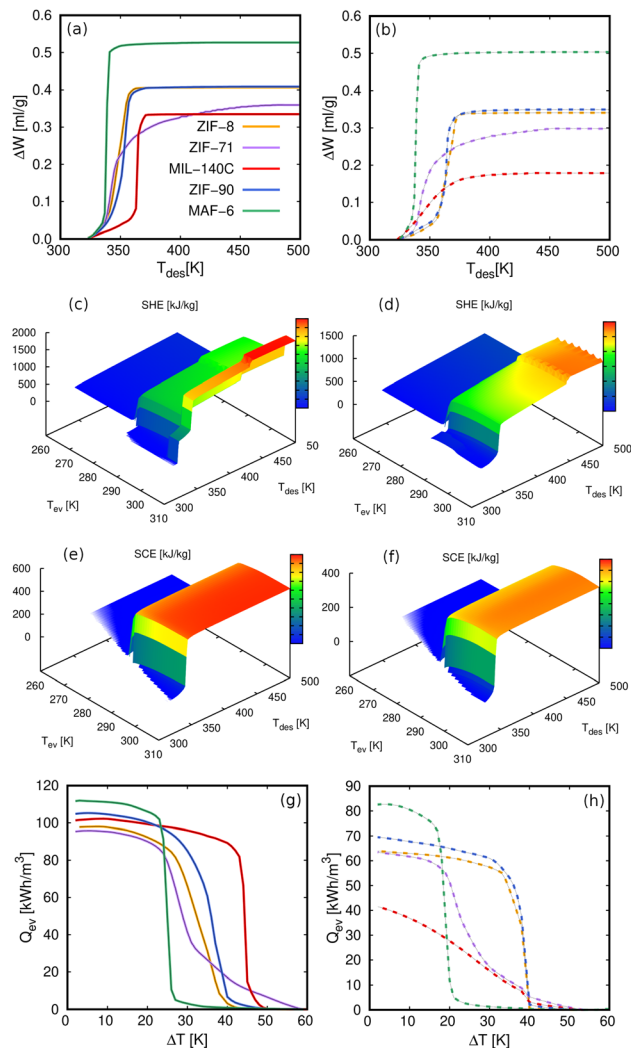 (a)
(b)
ΔW [ml/g]
0.6
0.5
0.4
0.3
0.2
0.1
0.0
ZIF-8
ZIF-71
MIL-140C
ZIF-90
MAF-6
300 350 400 450 500
T_des[K]
ΔW [ml/g]
0.6
0.5
0.4
0.3
0.2
0.1
0.0
300 350 400 450 500
T_des[K]
(c)
SHE [kJ/kg]
2000
1500
1000
500
0
260
270
280
290
300
310
T_ev [K]
300
350
400
450
50
T_des [K]
(d)
SHE [kJ/kg]
1500
1000
500
0
260
270
280
290
300
310
T_ev [K]
300
350
400
450
500
T_des [K]
(e)
SCE [kJ/kg]
600
400
200
0
260
270
280
290
300
310
T_ev [K]
300
350
400
450
500
T_des [K]
(f)
SCE [kJ/kg]
400
200
0
260
270
280
290
300
310
T_ev [K]
300
350
400
450
500
T_des [K]
(g)
Q_ev [kWh/m³]
120
100
80
60
40
20
0
0 10 20 30 40 50 60
ΔT [K]
(h)
Q_ev [kWh/m³]
90
80
70
60
50
40
30
20
10
0
0 10 20 30 40 50 60
ΔT [K]